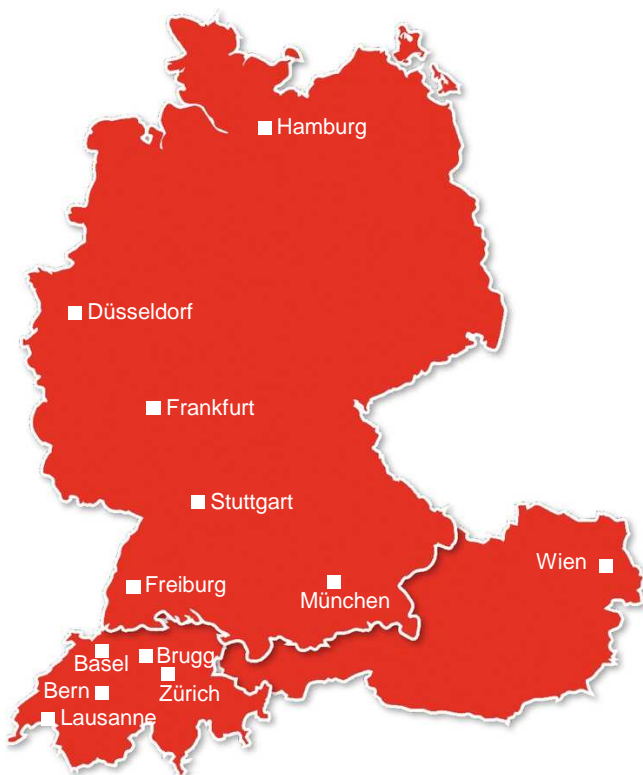 Hamburg
Düsseldorf
Frankfurt
Stuttgart
Wien
Freiburg
München
Basel
Brugg
Zürich
Bern
Lausanne